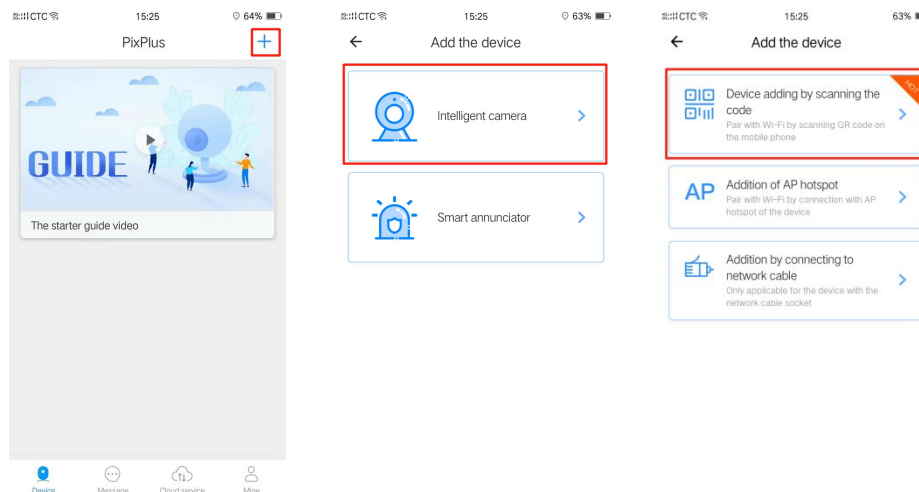 CTC 15:25 64%
PixPlus
GUIDE
The starter guide video
Device Message Cloud service Mine
CTC 15:25 63%
Add the device
Intelligent camera
Smart annunciator
CTC 15:25 63%
Add the device
HOT
Device adding by scanning the
code
Pair with Wi-Fi by scanning QR code on
the mobile phone
AP
Addition of AP hotspot
Pair with Wi-Fi by connection with AP
hotspot of the device
Addition by connecting to
network cable
Only applicable for the device with the
network cable socket